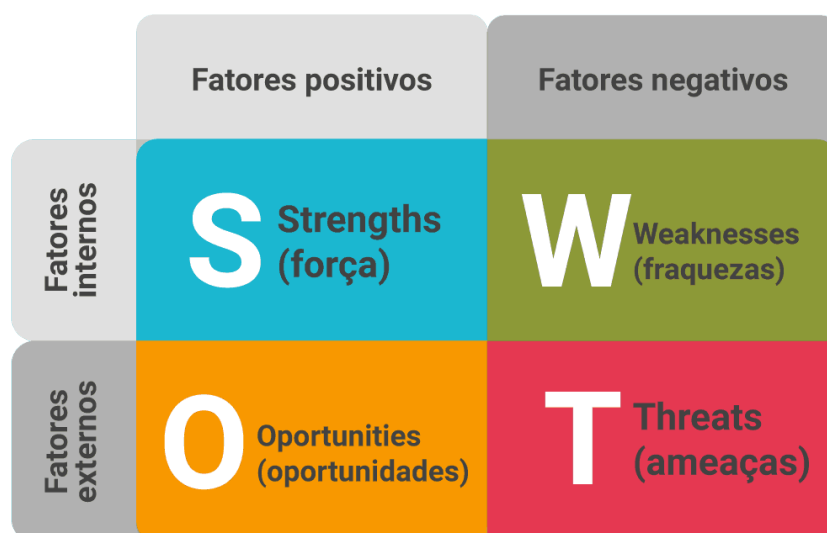 Fatores positivos
Fatores negativos
Fatores
internos
S
Strengths
(força)
W
Weaknesses
(fraquezas)
Fatores
externos
O
Oportunities
(oportunidades)
T
Threats
(ameaças)